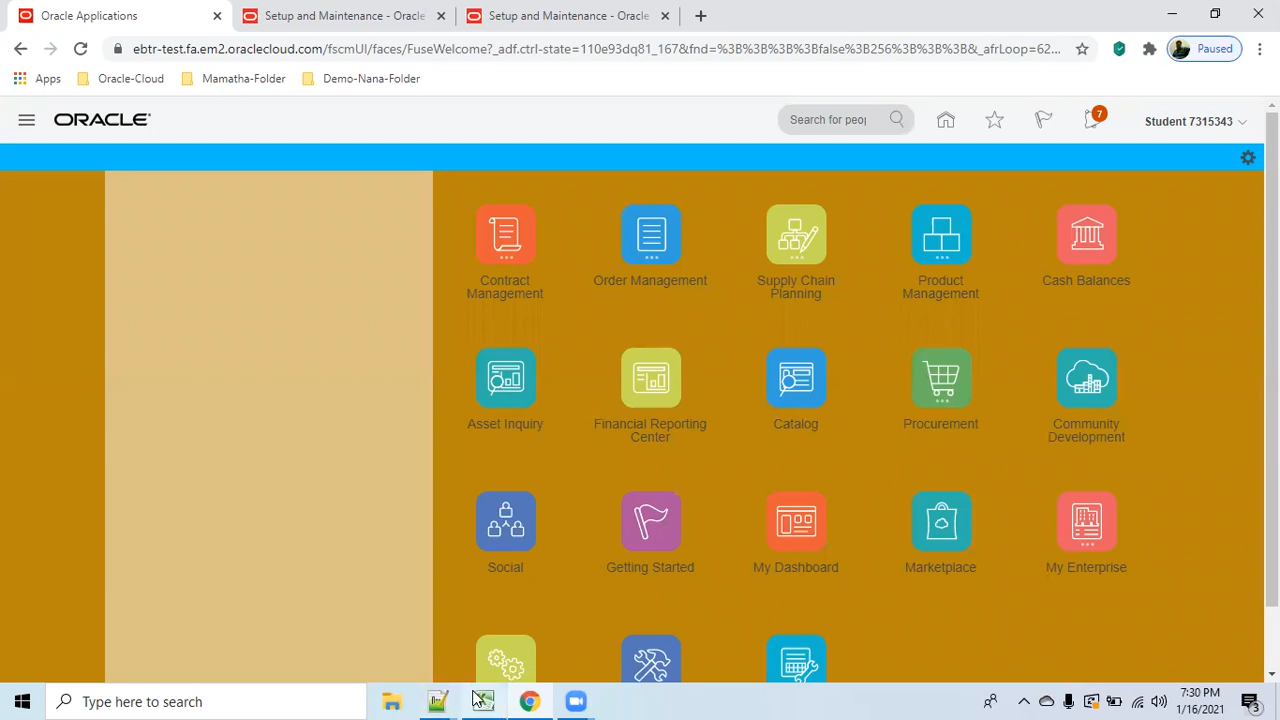 Oracle Applications
Setup and Maintenance - Oracle
Setup and Maintenance - Oracle
ebtr-test.fa.em2.oraclecloud.com/fscmUI/faces/FuseWelcome?_adf.ctrl-state=110e93dq81_167&fnd=%3B%3B%3B%3Bfalse%3B256%3B%3B%3B&_afrLoop=62...
Paused
Apps
Oracle-Cloud
Mamatha-Folder
Demo-Nana-Folder
ORACLE
Search for peop
7
Student 7315343
Contract
Management
Order Management
Supply Chain
Planning
Product
Management
Cash Balances
Asset Inquiry
Financial Reporting
Center
Catalog
Procurement
Community
Development
Social
Getting Started
My Dashboard
Marketplace
My Enterprise
Type here to search
7:30 PM
1/16/2021
3